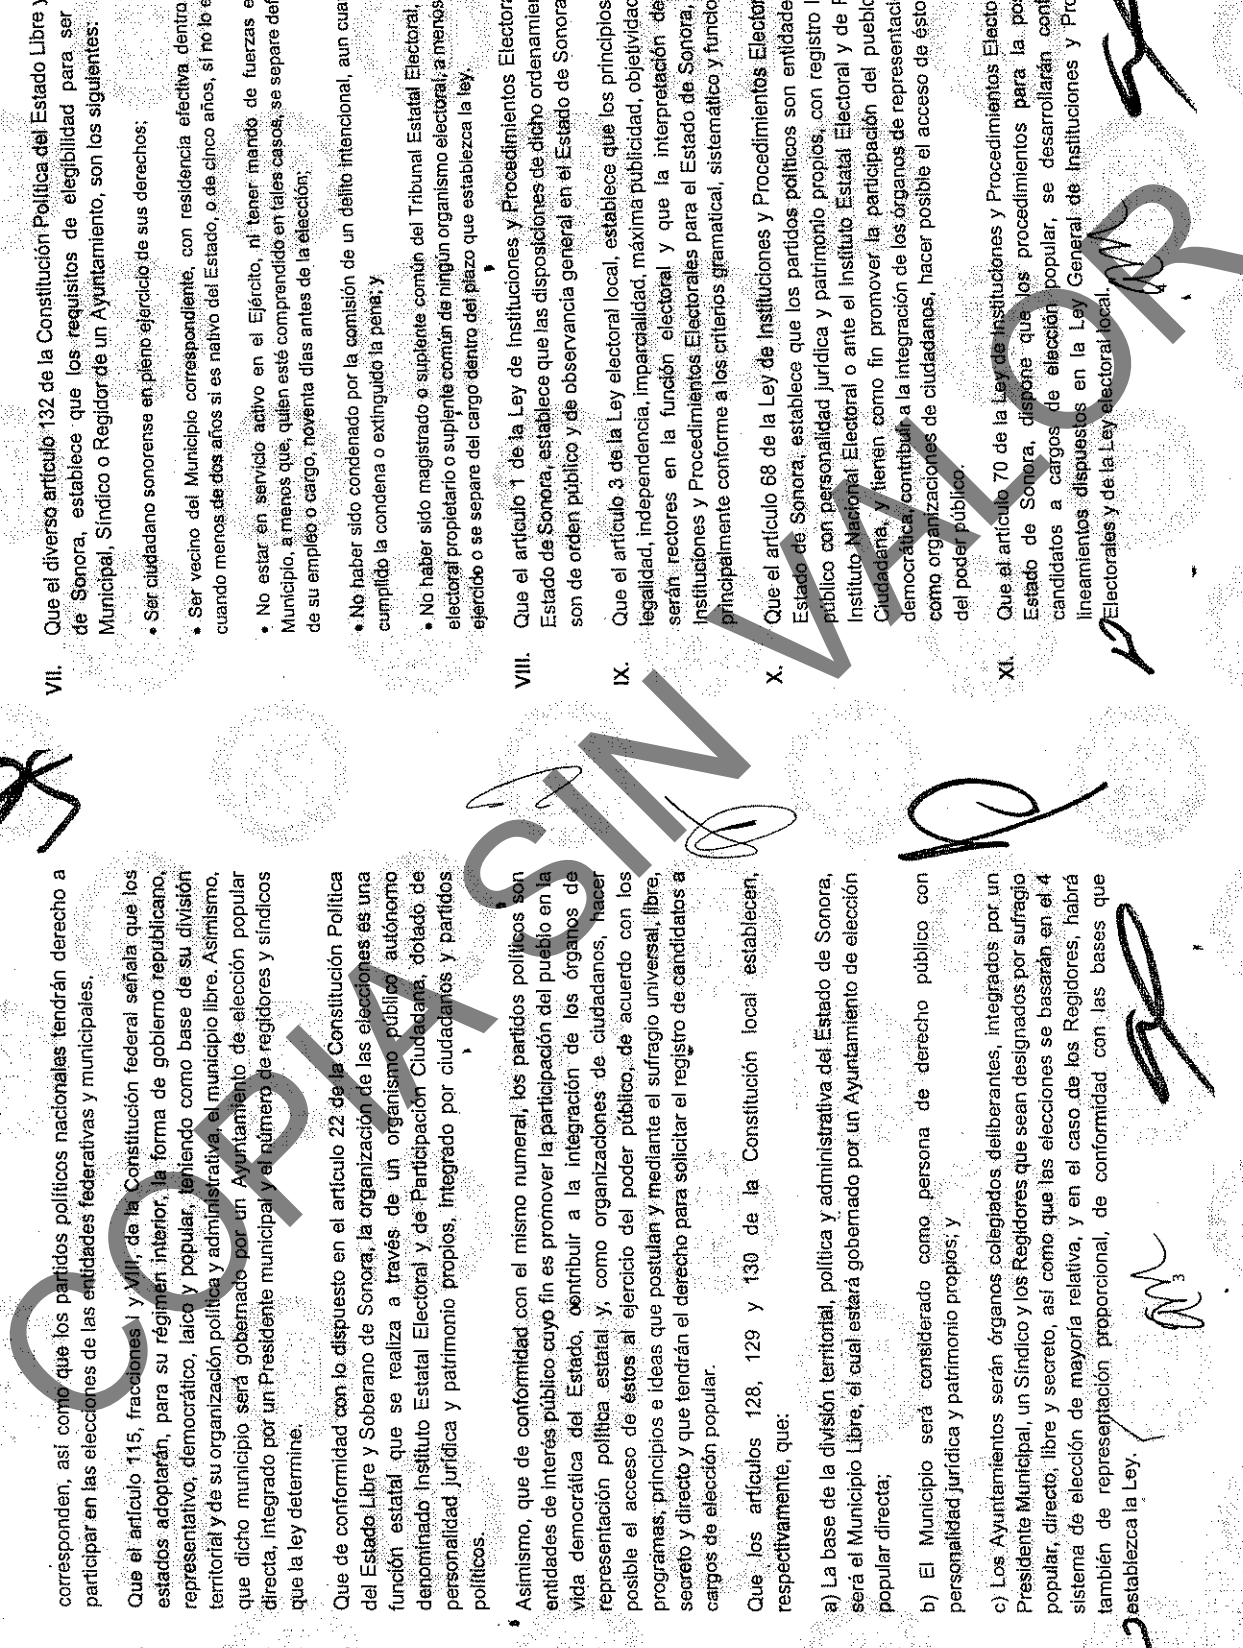 corresponden, así como que los partidos políticos nacionales tendrán derecho a
participar en las elecciones de las entidades federativas y municipales.
Que el artículo 115, fracciones I y VIII, de la Constitución federal señala que los
estados adoptarán, para su régimen interior, la forma de gobierno republicano,
representativo, democrático, laico y popular, teniendo como base de su división
territorial y de su organización política y administrativa, el municipio libre. Asimismo,
que dicho municipio será gobernado por un Ayuntamiento de elección popular
directa, integrado por un Presidente municipal y el número de regidores y síndicos
que la ley determine.
Que de conformidad con lo dispuesto en el artículo 22 de la Constitución Política
del Estado Libre y Soberano de Sonora, la organización de las elecciones es una
función estatal que se realiza a través de un organismo público autónomo
denominado Instituto Estatal Electoral y de Participación Ciudadana, dotado de
personalidad jurídica y patrimonio propios, integrado por ciudadanos y partidos
políticos.
Asimismo, que de conformidad con el mismo numeral, los partidos políticos son
entidades de interés público cuyo fin es promover la participación del pueblo en la
vida democrática del Estado, contribuir a la integración de los órganos de
representación política estatal y, como organizaciones de ciudadanos, hacer
posible el acceso de éstos al ejercicio del poder público, de acuerdo con los
programas, principios e ideas que postulan y mediante el sufragio universal, libre,
secreto y directo y que tendrán el derecho para solicitar el registro de candidatos a
cargos de elección popular.
Que los artículos 128, 129 y 130 de la Constitución local establecen,
respectivamente, que:
a) La base de la división territorial, política y administrativa del Estado de Sonora,
será el Municipio Libre, el cual estará gobernado por un Ayuntamiento de elección
popular directa;
b) El Municipio será considerado como persona de derecho público con
personalidad jurídica y patrimonio propios; y
c) Los Ayuntamientos serán órganos colegiados deliberantes, integrados por un
Presidente Municipal, un Síndico y los Regidores que sean designados por sufragio
popular, directo, libre y secreto, así como que las elecciones se basarán en el 4
sistema de elección de mayoría relativa, y en el caso de los Regidores, habrá
también de representación proporcional, de conformidad con las bases que
establezca la Ley.
3
VII. Que el diverso artículo 132 de la Constitución Política del Estado Libre y
de Sonora, establece que los requisitos de elegibilidad para ser
Municipal, Síndico o Regidor de un Ayuntamiento, son los siguientes:
• Ser ciudadano sonorense en pleno ejercicio de sus derechos;
• Ser vecino del Municipio correspondiente, con residencia efectiva dentro
cuando menos de dos años si es nativo del Estado, o de cinco años, si no lo e
• No estar en servicio activo en el Ejército, ni tener mando de fuerzas e
Municipio, a menos que, quien esté comprendido en tales casos, se separe def
de su empleo o cargo, noventa días antes de la elección;
• No haber sido condenado por la comisión de un delito intencional, aun cua
cumplido la condena o extinguido la pena; y
• No haber sido magistrado o suplente común del Tribunal Estatal Electoral,
electoral propietario o suplente común de ningún organismo electoral, a menos
ejercido o se separe del cargo dentro del plazo que establezca la ley.
VIII. Que el artículo 1 de la Ley de Instituciones y Procedimientos Electora
Estado de Sonora, establece que las disposiciones de dicho ordenamie
son de orden público y de observancia general en el Estado de Sonora
IX. Que el artículo 3 de la Ley electoral local, establece que los principios
legalidad, independencia, imparcialidad, máxima publicidad, objetividad
serán rectores en la función electoral y que la interpretación de
Instituciones y Procedimientos Electorales para el Estado de Sonora,
principalmente conforme a los criterios gramatical, sistemático y funcio
X. Que el artículo 68 de la Ley de Instituciones y Procedimientos Elector
Estado de Sonora, establece que los partidos políticos son entidade
público con personalidad jurídica y patrimonio propios, con registro l
Instituto Nacional Electoral o ante el Instituto Estatal Electoral y de P
Ciudadana, y tienen como fin promover la participación del pueblo
democrática, contribuir a la integración de los órganos de representaci
como organizaciones de ciudadanos, hacer posible el acceso de ésto
del poder público.
XI. Que el artículo 70 de la Ley de Instituciones y Procedimientos Electo
Estado de Sonora, dispone que los procedimientos para la pos
candidatos a cargos de elección popular, se desarrollarán conf
lineamientos dispuestos en la Ley General de Instituciones y Pro
Electorales y de la Ley electoral local.
4
COPIA SIN VALOR